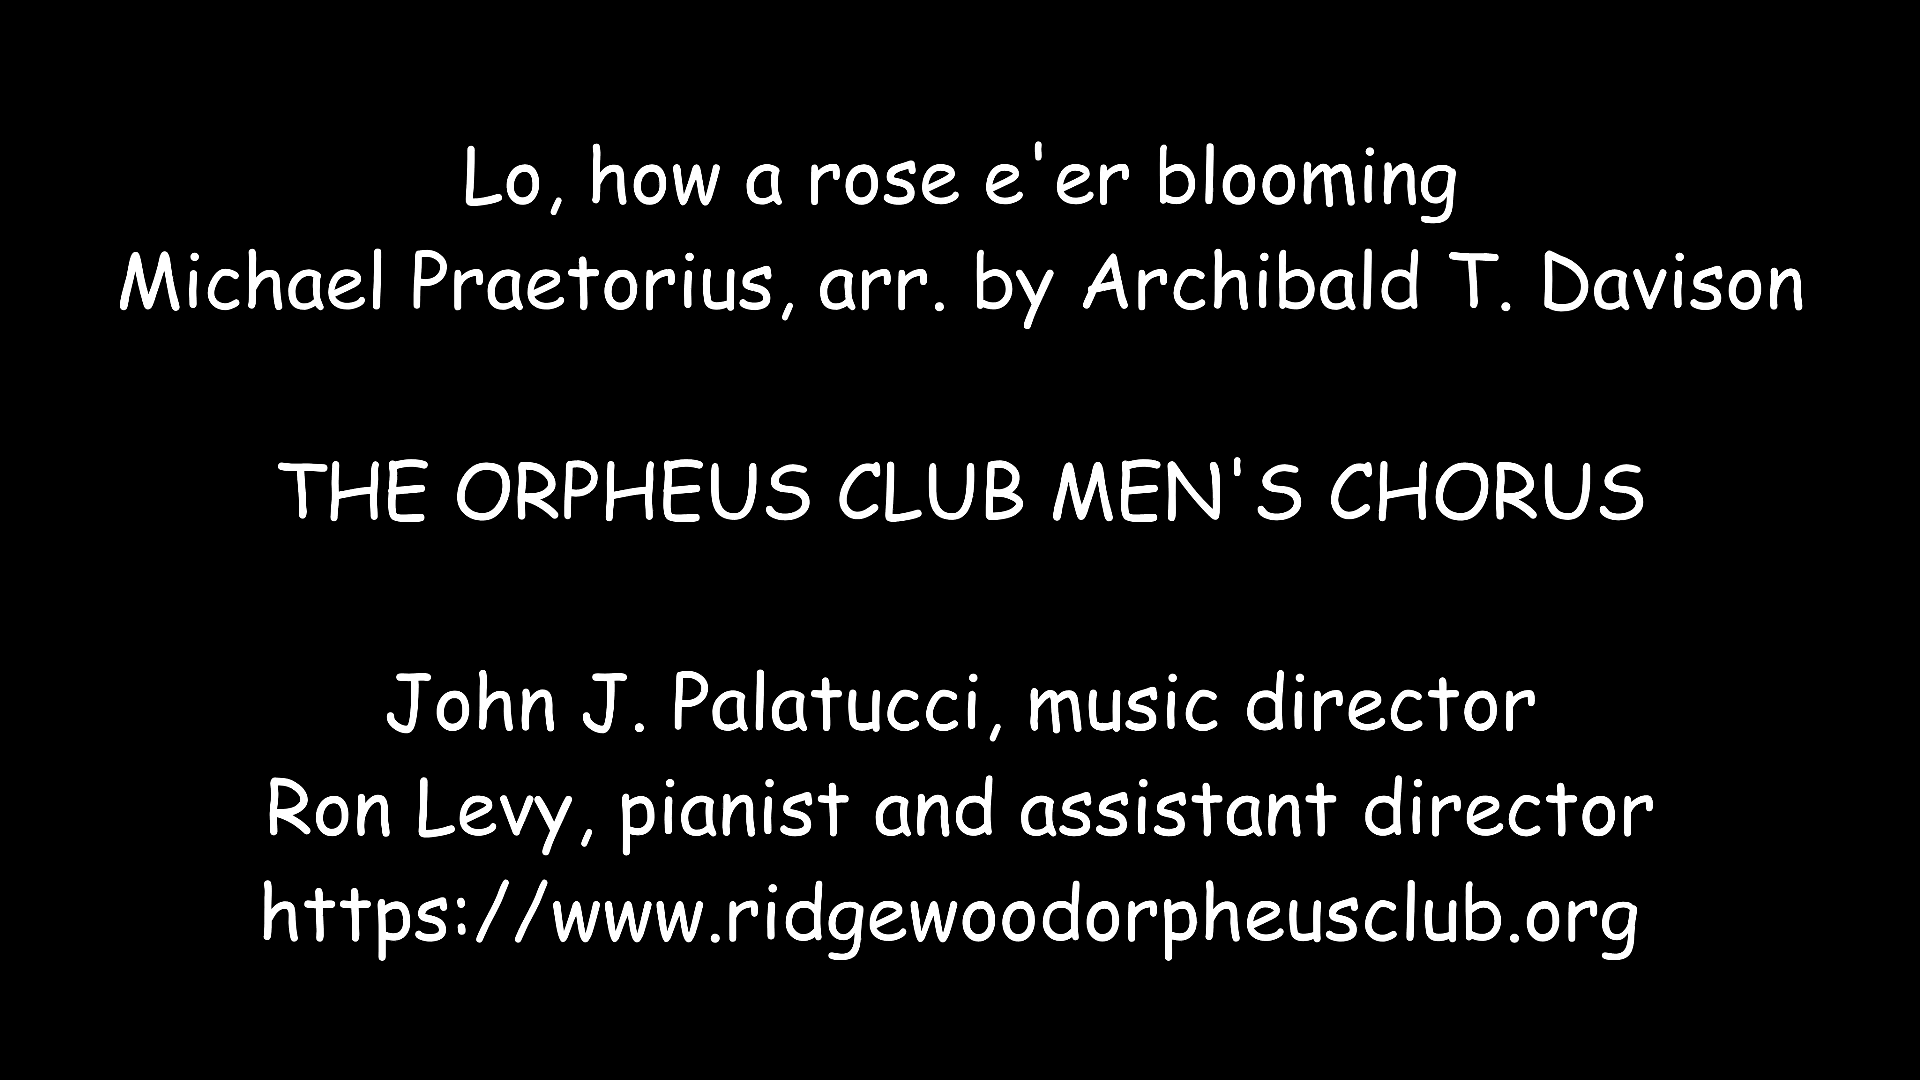 Lo, how a rose e'er blooming
Michael Praetorius, arr. by Archibald T. Davison
THE ORPHEUS CLUB MEN'S CHORUS
John J. Palatucci, music director
Ron Levy, pianist and assistant director
https://www.ridgewoodorpheusclub.org